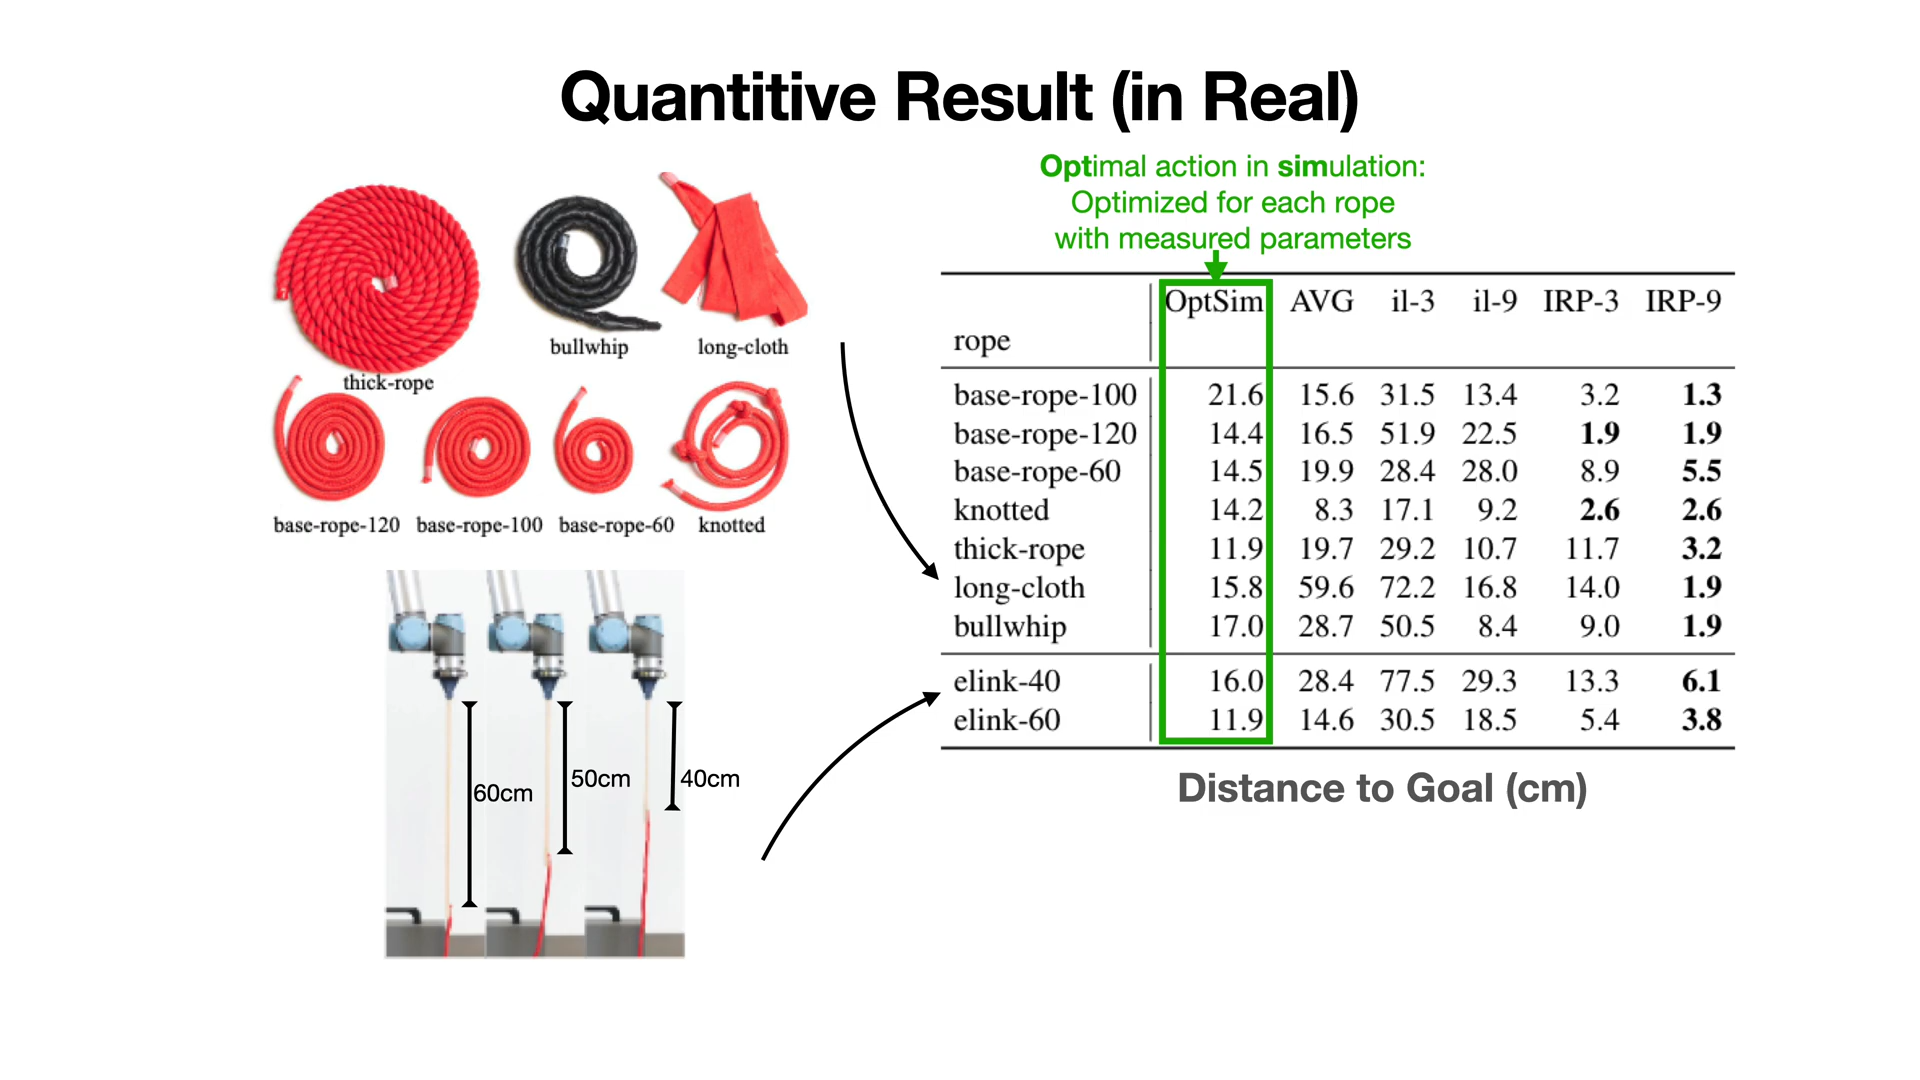 Quantitive Result (in Real)
Optimal action in simulation:
Optimized for each rope
with measured parameters
thick-rope
bullwhip
long-cloth
base-rope-120
base-rope-100
base-rope-60
knotted
60cm
50cm
40cm
OptSim AVG il-3 il-9 IRP-3 IRP-9
rope
base-rope-100 21.6 15.6 31.5 13.4 3.2 1.3
base-rope-120 14.4 16.5 51.9 22.5 1.9 1.9
base-rope-60 14.5 19.9 28.4 28.0 8.9 5.5
knotted 14.2 8.3 17.1 9.2 2.6 2.6
thick-rope 11.9 19.7 29.2 10.7 11.7 3.2
long-cloth 15.8 59.6 72.2 16.8 14.0 1.9
bullwhip 17.0 28.7 50.5 8.4 9.0 1.9
elink-40 16.0 28.4 77.5 29.3 13.3 6.1
elink-60 11.9 14.6 30.5 18.5 5.4 3.8
Distance to Goal (cm)